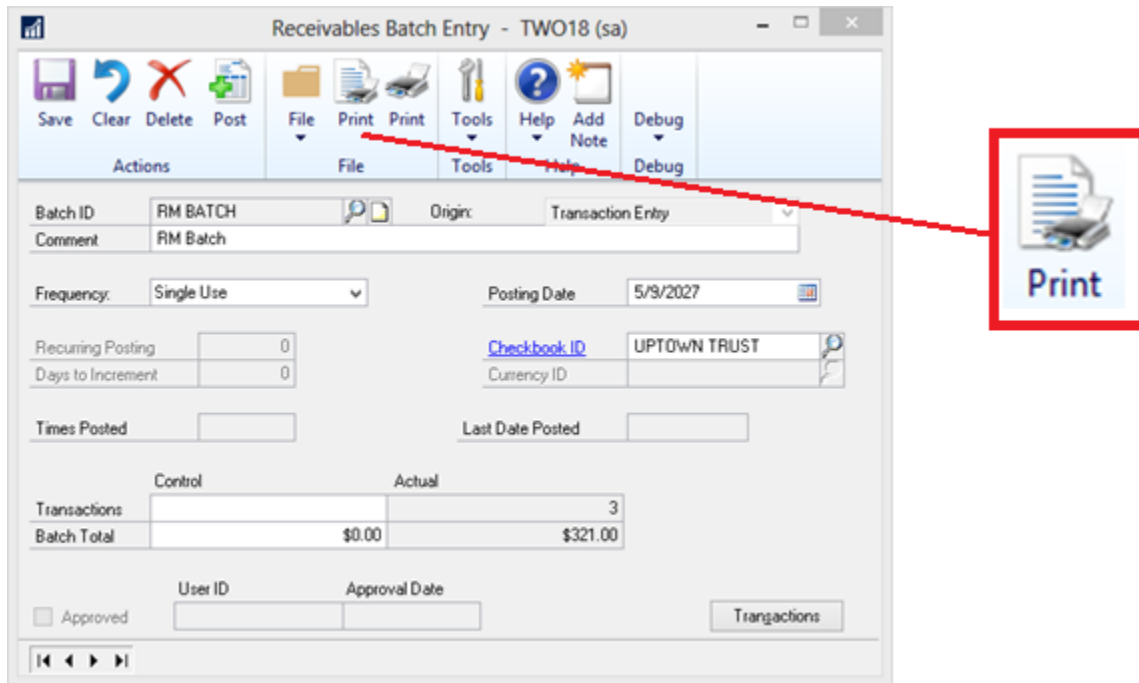 Receivables Batch Entry - TWO18 (sa)
Save Clear Delete Post File Print Print Tools Help Add Note Debug
Actions File Tools Help Debug
Print
Batch ID RM BATCH Origin: Transaction Entry
Comment RM Batch
Frequency: Single Use Posting Date 5/9/2027
Recurring Posting 0 Checkbook ID UPTOWN TRUST
Days to Increment 0 Currency ID
Times Posted Last Date Posted
Control Actual
Transactions 3
Batch Total $0.00 $321.00
User ID Approval Date
Approved Transactions